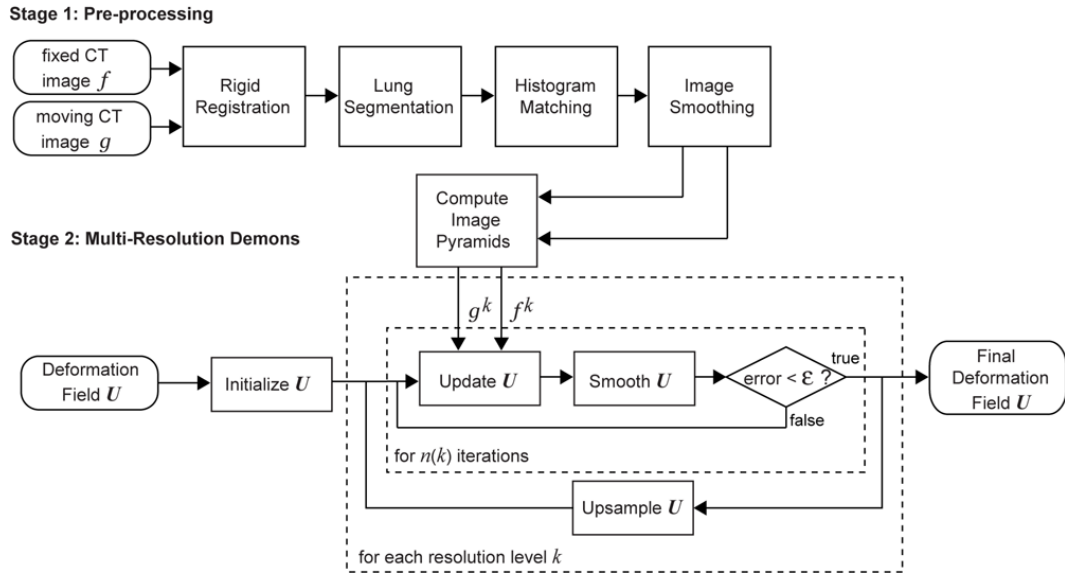 Stage 1: Pre-processing
fixed CT
image f
moving CT
image g
Rigid
Registration
Lung
Segmentation
Histogram
Matching
Image
Smoothing
Compute
Image
Pyramids
Stage 2: Multi-Resolution Demons
g^k
f^k
Deformation
Field U
Initialize U
Update U
Smooth U
error < ε ?
true
false
Final
Deformation
Field U
for n(k) iterations
Upsample U
for each resolution level k